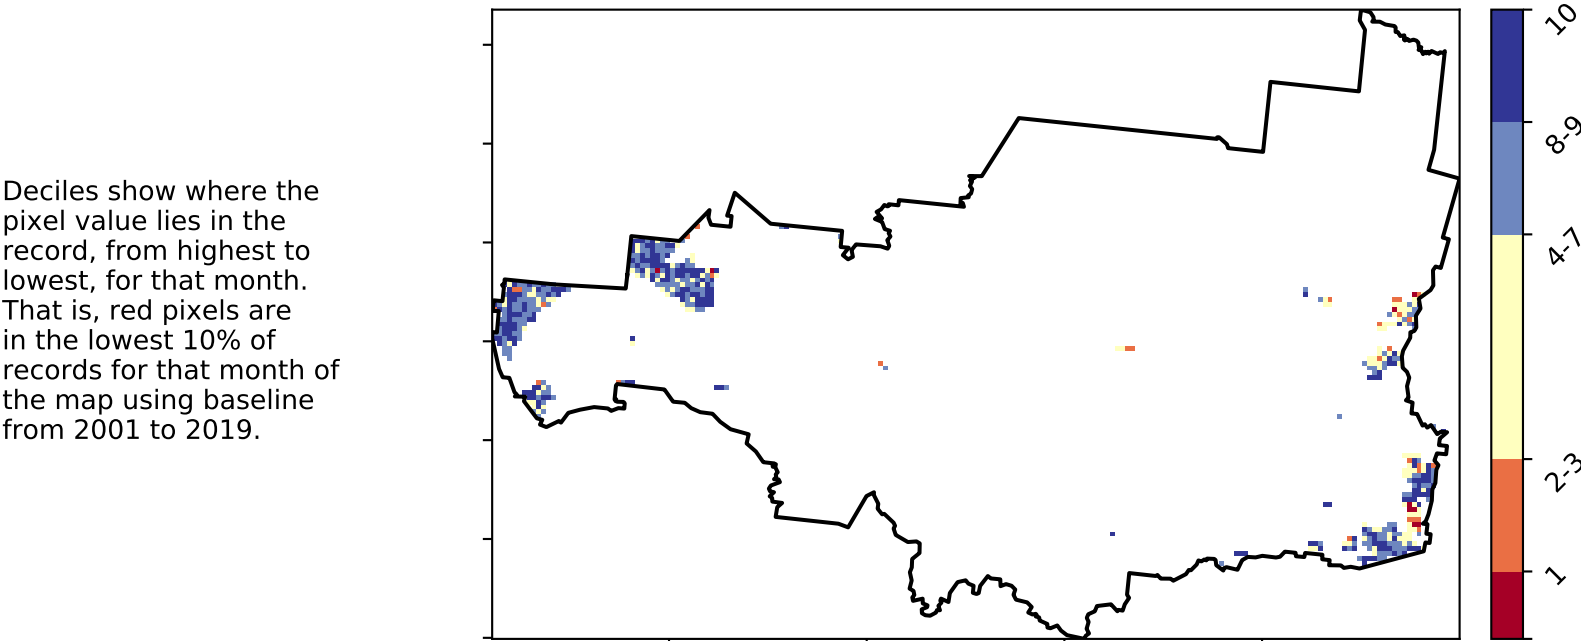 Deciles show where the
pixel value lies in the
record, from highest to
lowest, for that month.
That is, red pixels are
in the lowest 10% of
records for that month of
the map using baseline
from 2001 to 2019.
10
8-9
4-7
2-3
1